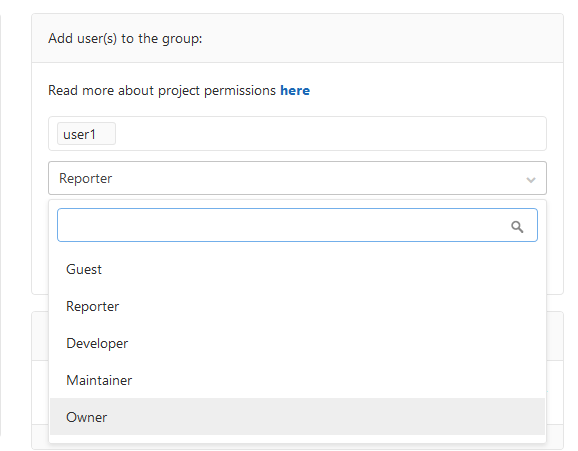 Add user(s) to the group:
Read more about project permissions here
user1
Reporter
Guest
Reporter
Developer
Maintainer
Owner